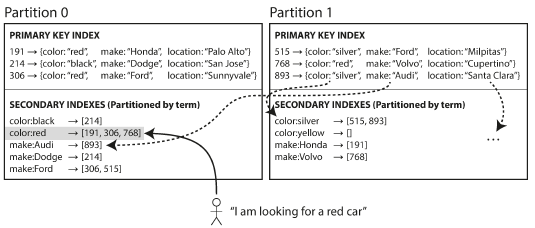 Partition 0
PRIMARY KEY INDEX
191 → {color: “red”, make: “Honda”, location: “Palo Alto”}
214 → {color: “black”, make: “Dodge”, location: “San Jose”}
306 → {color: “red”, make: “Ford”, location: “Sunnyvale”}
SECONDARY INDEXES (Partitioned by term)
color:black → [214]
color:red → [191, 306, 768]
make:Audi → [893]
make:Dodge → [214]
make:Ford → [306, 515]
Partition 1
PRIMARY KEY INDEX
515 → {color: “silver”, make: “Ford”, location: “Milpitas”}
768 → {color: “red”, make: “Volvo”, location: “Cupertino”}
893 → {color: “silver”, make: “Audi”, location: “Santa Clara”}
SECONDARY INDEXES (Partitioned by term)
color:silver → [515, 893]
color:yellow → []
make:Honda → [191]
make:Volvo → [768]
...
“I am looking for a red car”